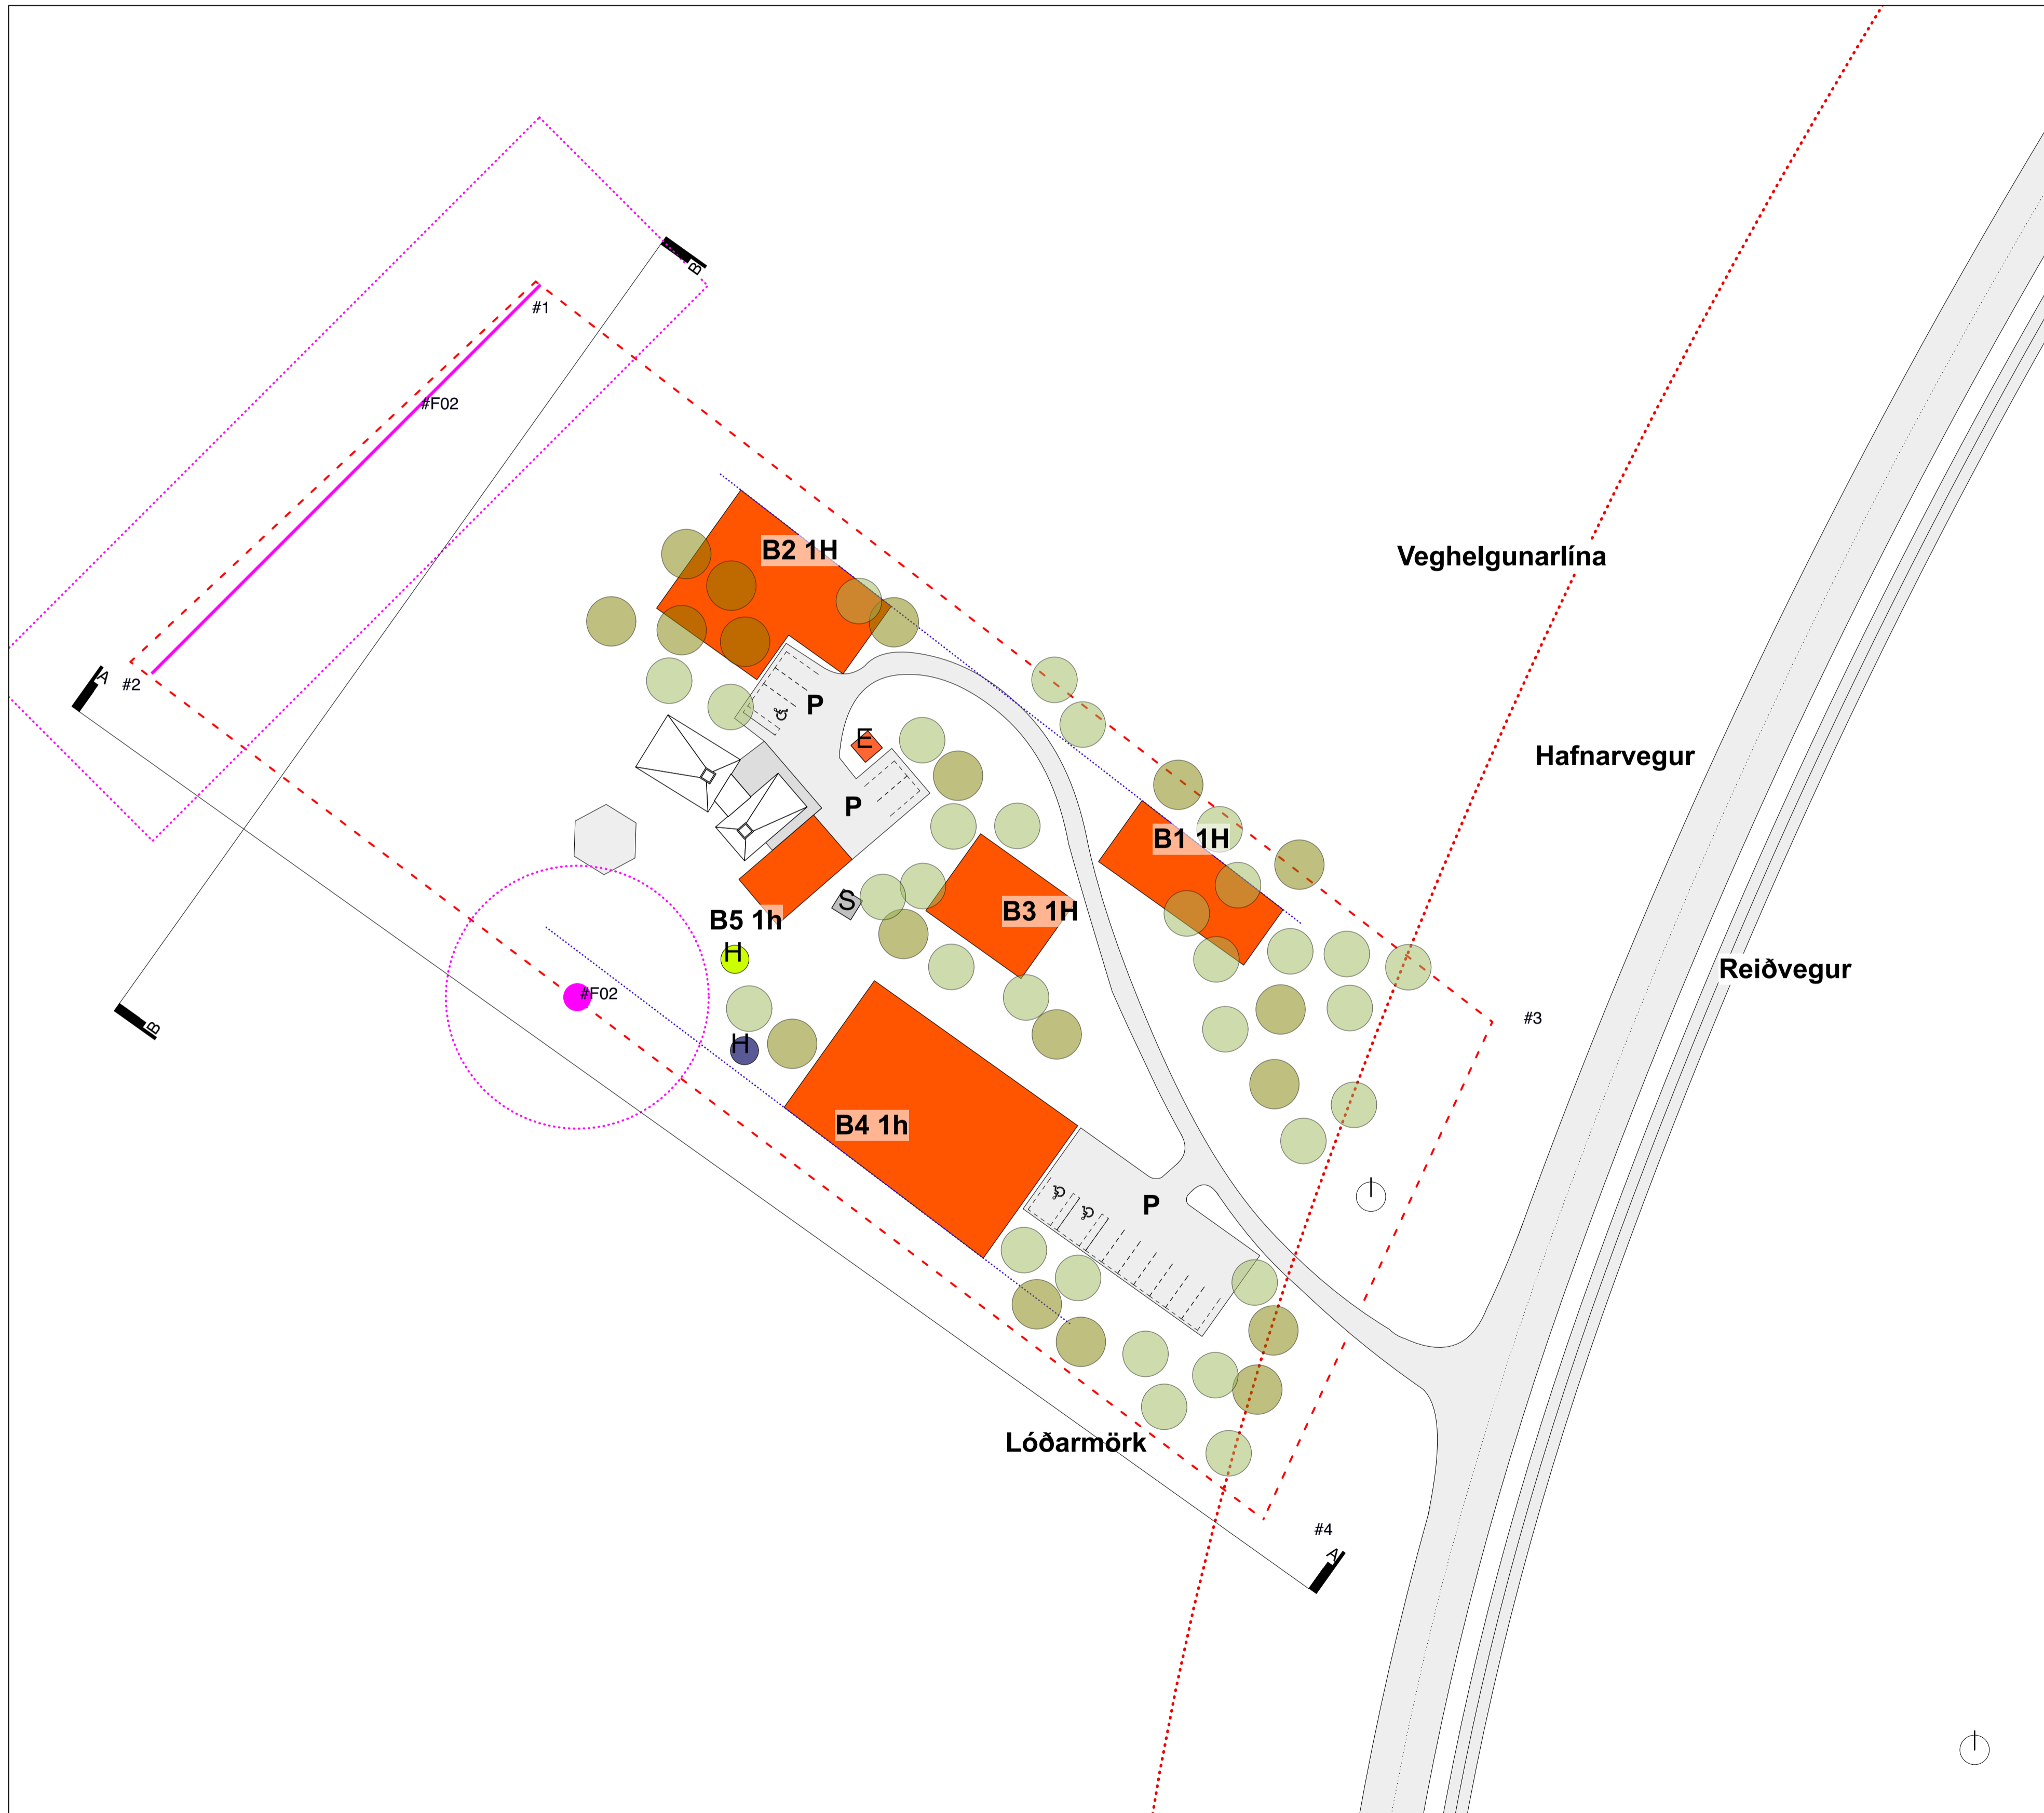 B
#1
#F02
B2 1H
Veghelgunarlína
A
#2
P
E
Hafnarvegur
P
B1 1H
S
B3 1H
B5 1h
H
Reiðvegur
#F02
#3
B
H
B4 1h
P
Lóðarmörk
#4
A